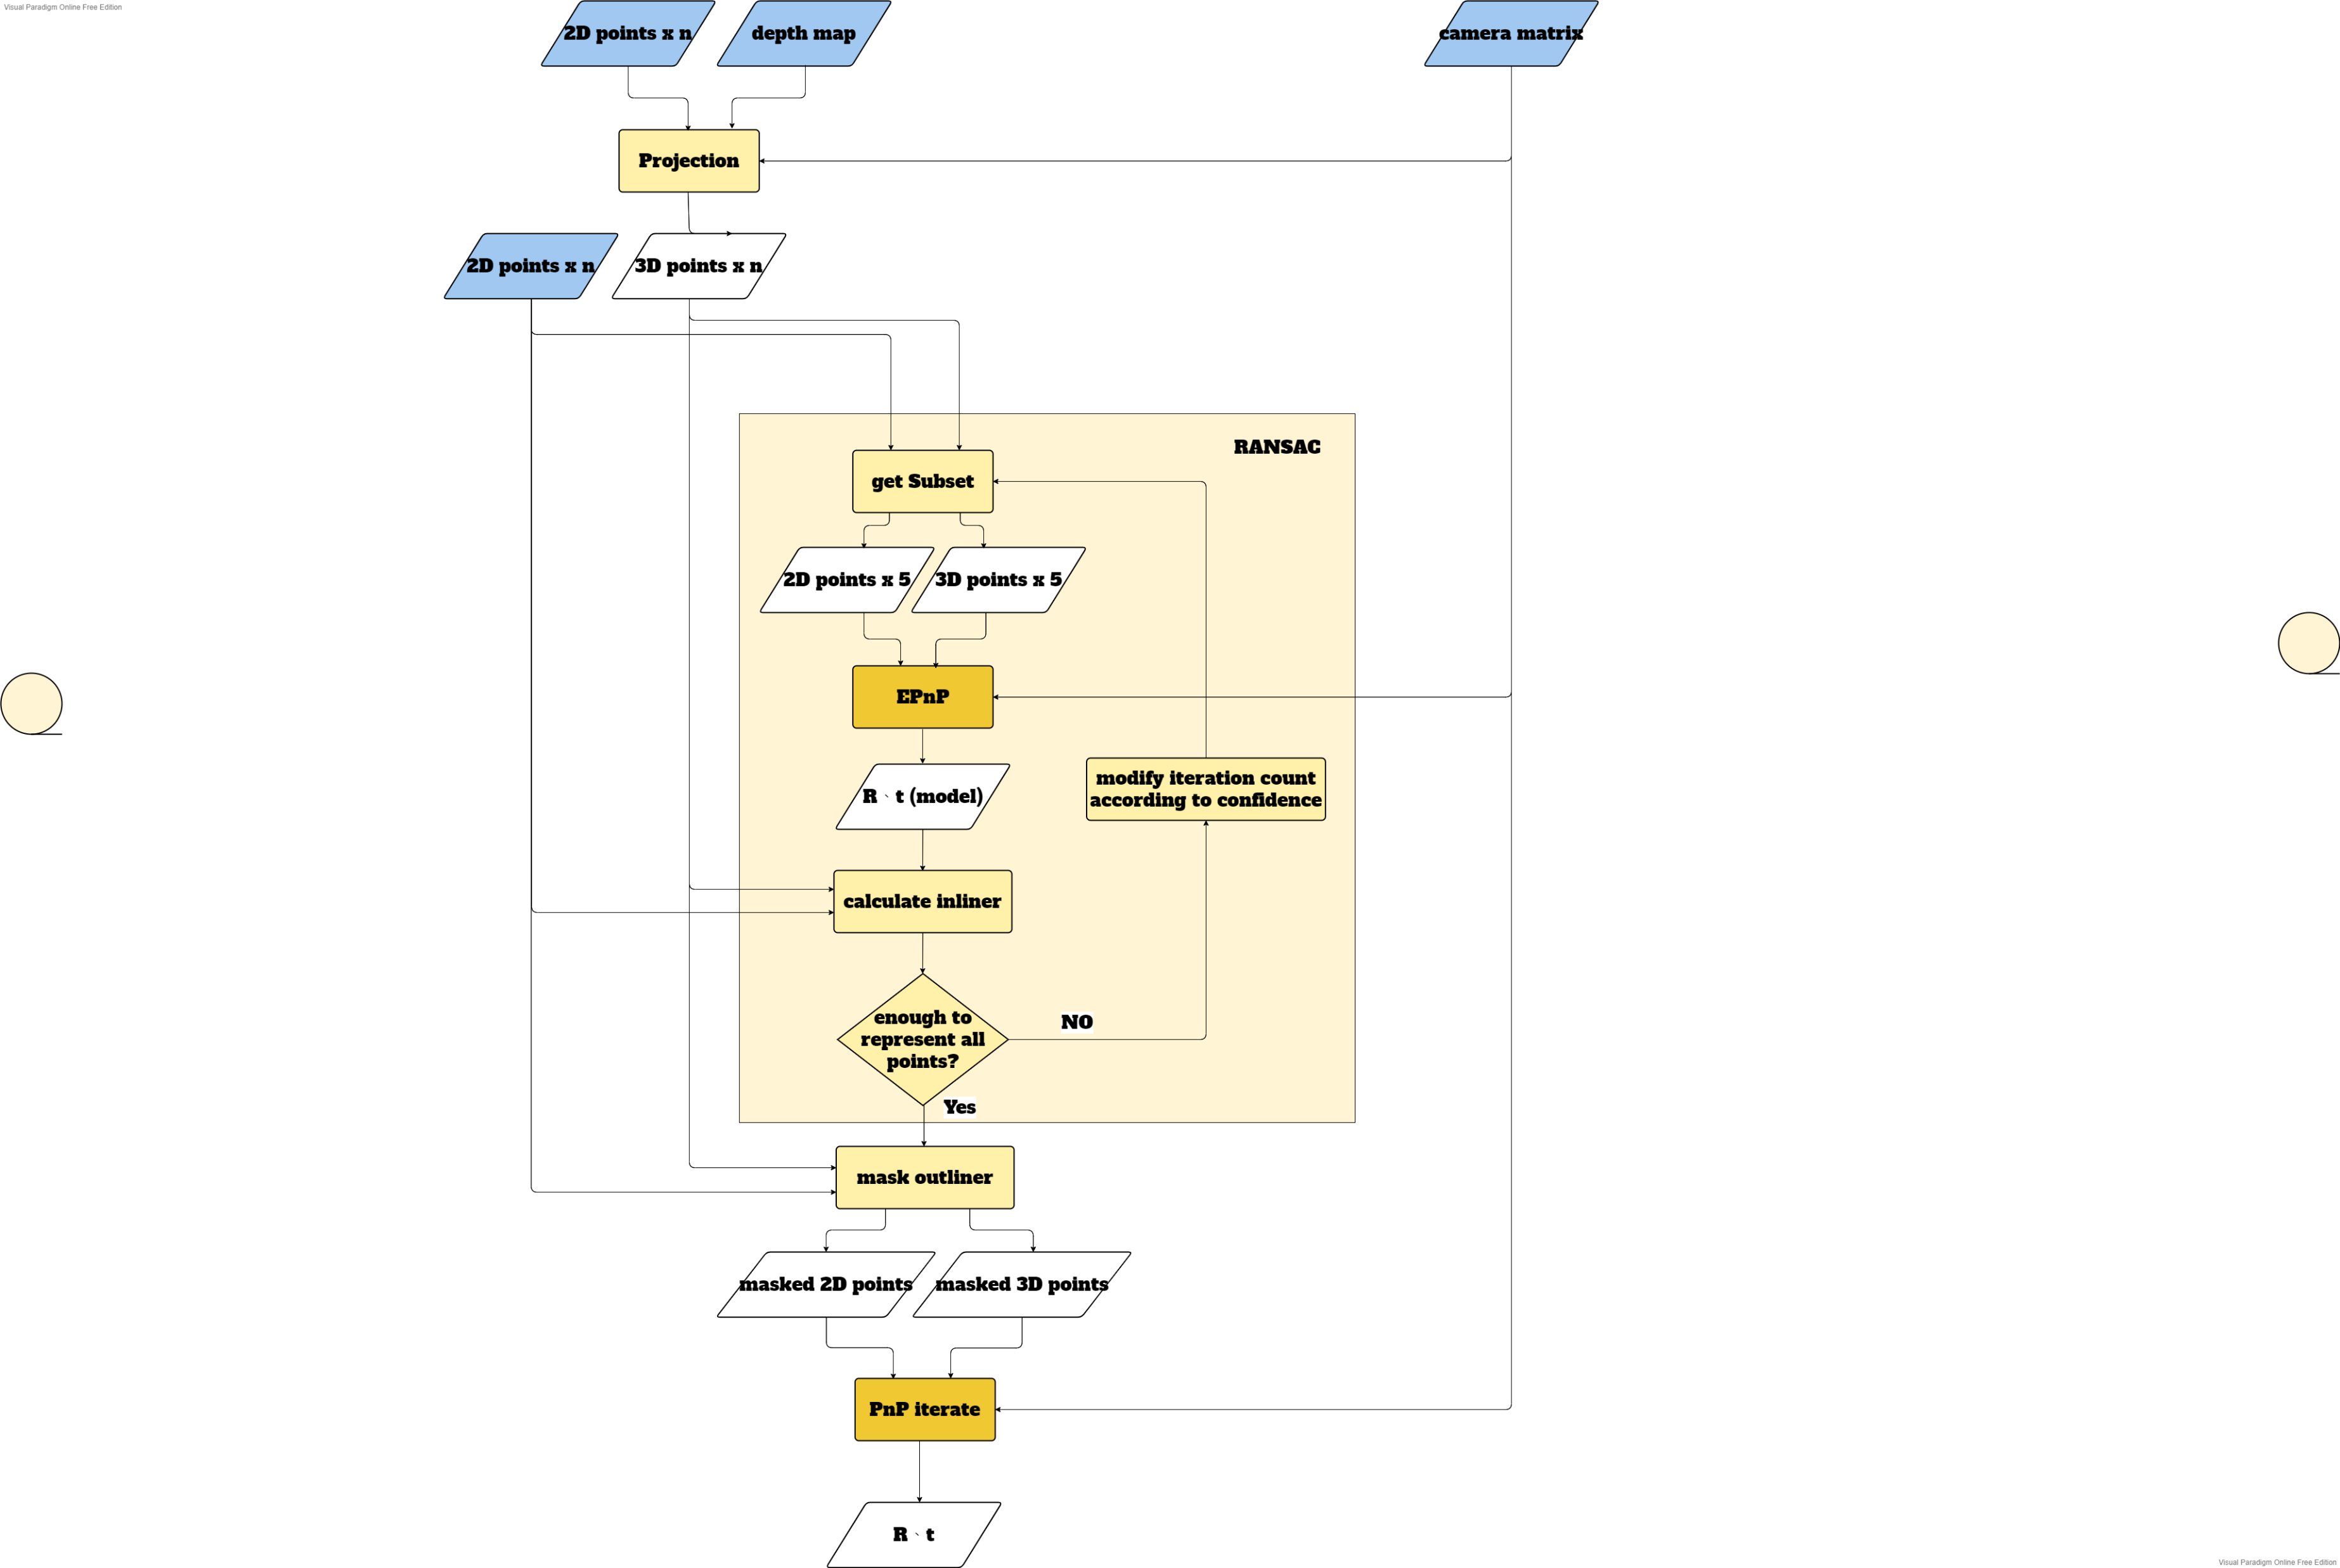 Visual Paradigm Online Free Edition
2D points x n
depth map
camera matrix
Projection
2D points x n
3D points x n
RANSAC
get Subset
2D points x 5
3D points x 5
EPnP
R、t (model)
modify iteration count
according to confidence
calculate inliner
enough to
represent all
points?
NO
Yes
mask outliner
masked 2D points
masked 3D points
PnP iterate
R、t
Visual Paradigm Online Free Edition